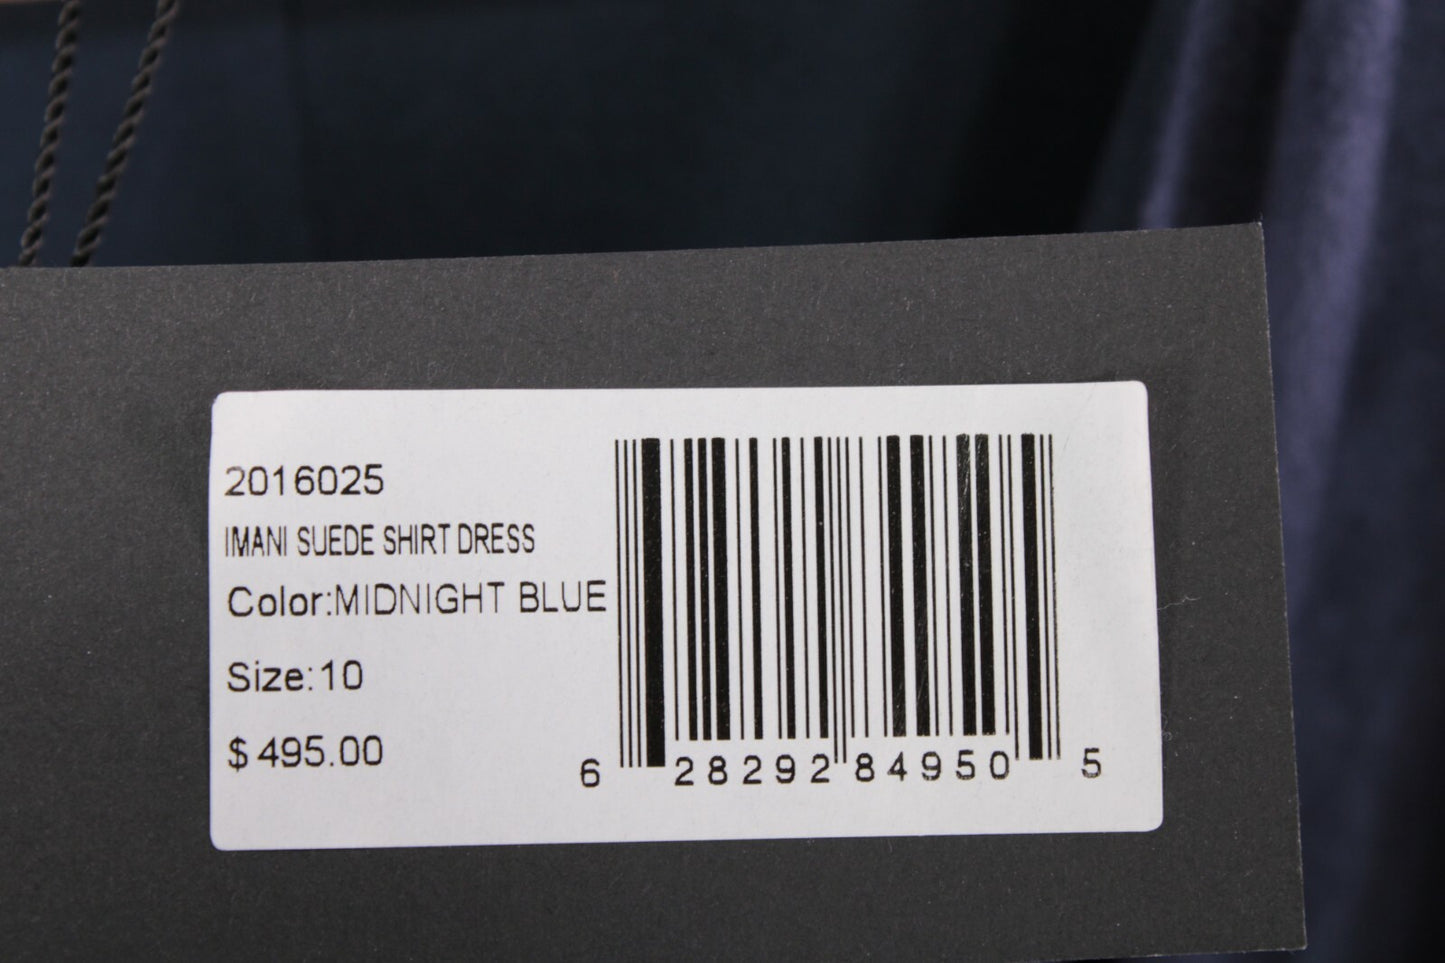 2016025
IMANI SUEDE SHIRT DRESS
Color:MIDNIGHT BLUE
Size:10
$ 495.00
6 28292 84950 5